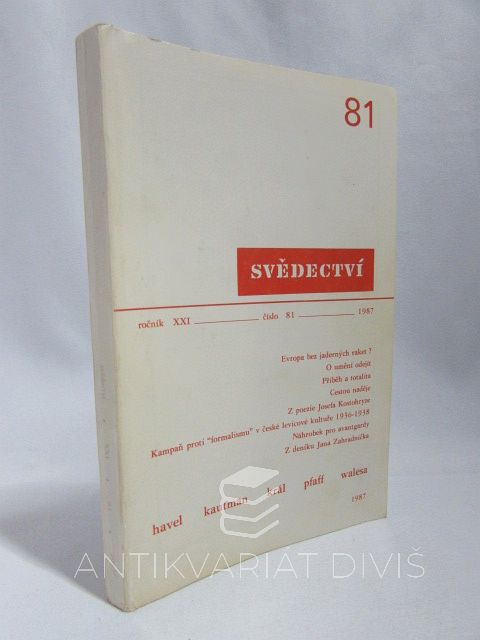 81
SVĚDECTVÍ
ročník XXI číslo 81 1987
Evropa bez jaderných raket ?
O umění odejít
Příběh a totalita
Cestou naděje
Z poezie Josefa Kostohryze
Kampaň proti "formalismu" v české levicové kultuře 1936-1938
Náhrobek pro avantgardy
Z deníku Jana Zahradníčka
havel kautman král pfaff walesa
1987
ANTIKVARIÁT DIVIŠ